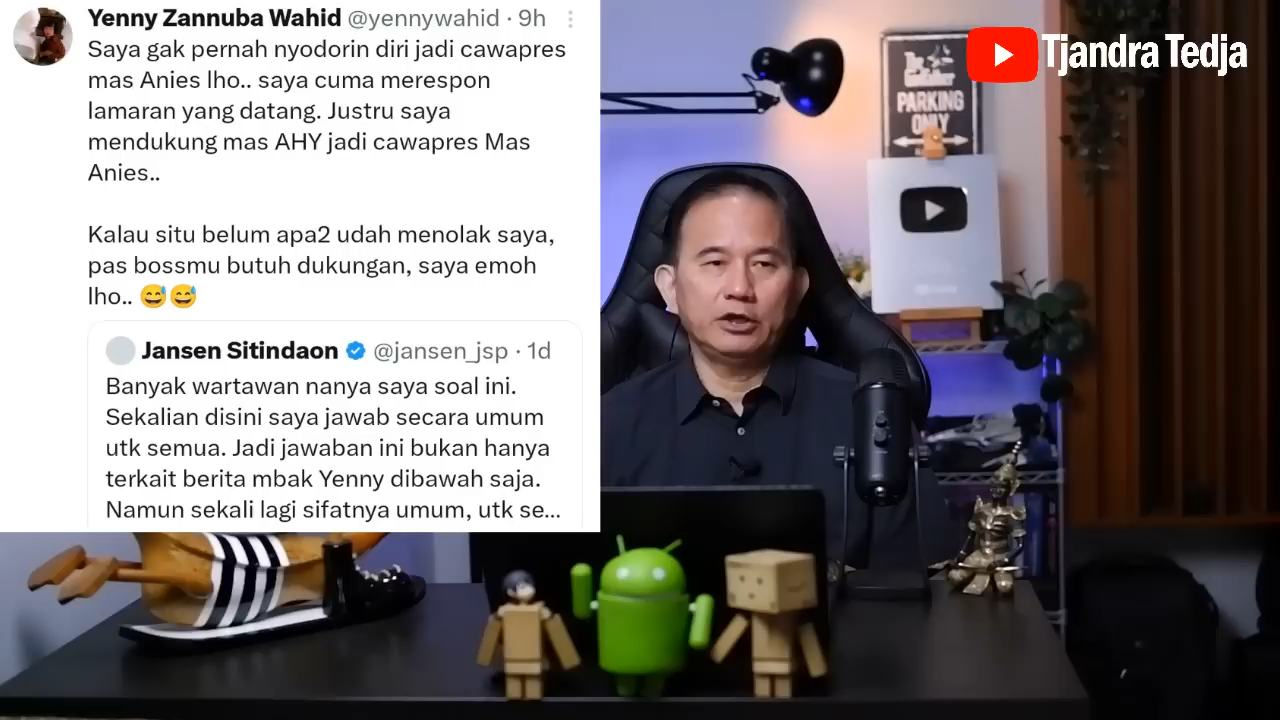 Yenny Zannuba Wahid @yennywahid · 9h
Saya gak pernah nyodorin diri jadi cawapres
mas Anies lho.. saya cuma merespon
lamaran yang datang. Justru saya
mendukung mas AHY jadi cawapres Mas
Anies..
Kalau situ belum apa2 udah menolak saya,
pas bossmu butuh dukungan, saya emoh
lho.. 😅😅
Jansen Sitindaon @jansen_jsp · 1d
Banyak wartawan nanya saya soal ini.
Sekalian disini saya jawab secara umum
utk semua. Jadi jawaban ini bukan hanya
terkait berita mbak Yenny dibawah saja.
Namun sekali lagi sifatnya umum, utk se...
Tjandra Tedja
The
Godfather
PARKING
ONLY